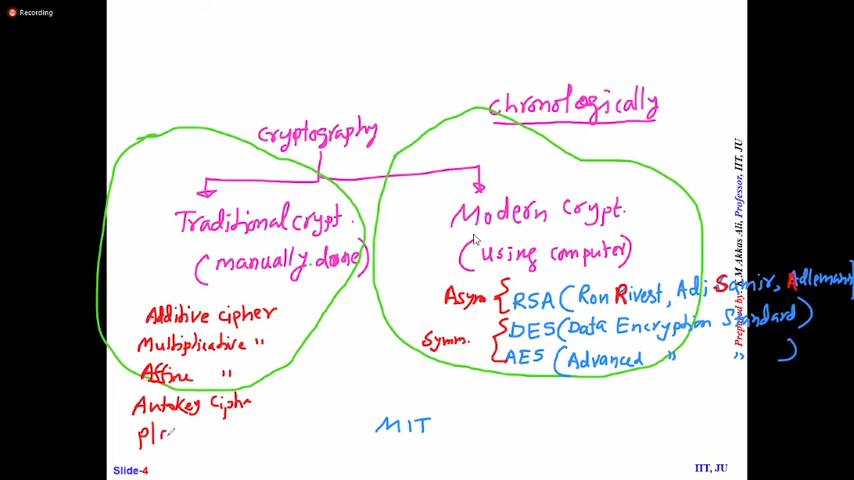 Recording
chronologically
cryptography
Traditional crypt.
(manually done)
Modern crypt.
(using computer)
Additive cipher
Multiplicative "
Affine "
Autokey Cipha
Asym. RSA (Ron Rivest, Adi Samir, Adlemann]
Symm. DES (Data Encryption Standard)
AES (Advanced " " )
MIT
Prepared by: K M Akkas Ali, Professor, IIT, JU
Slide-4
IIT, JU